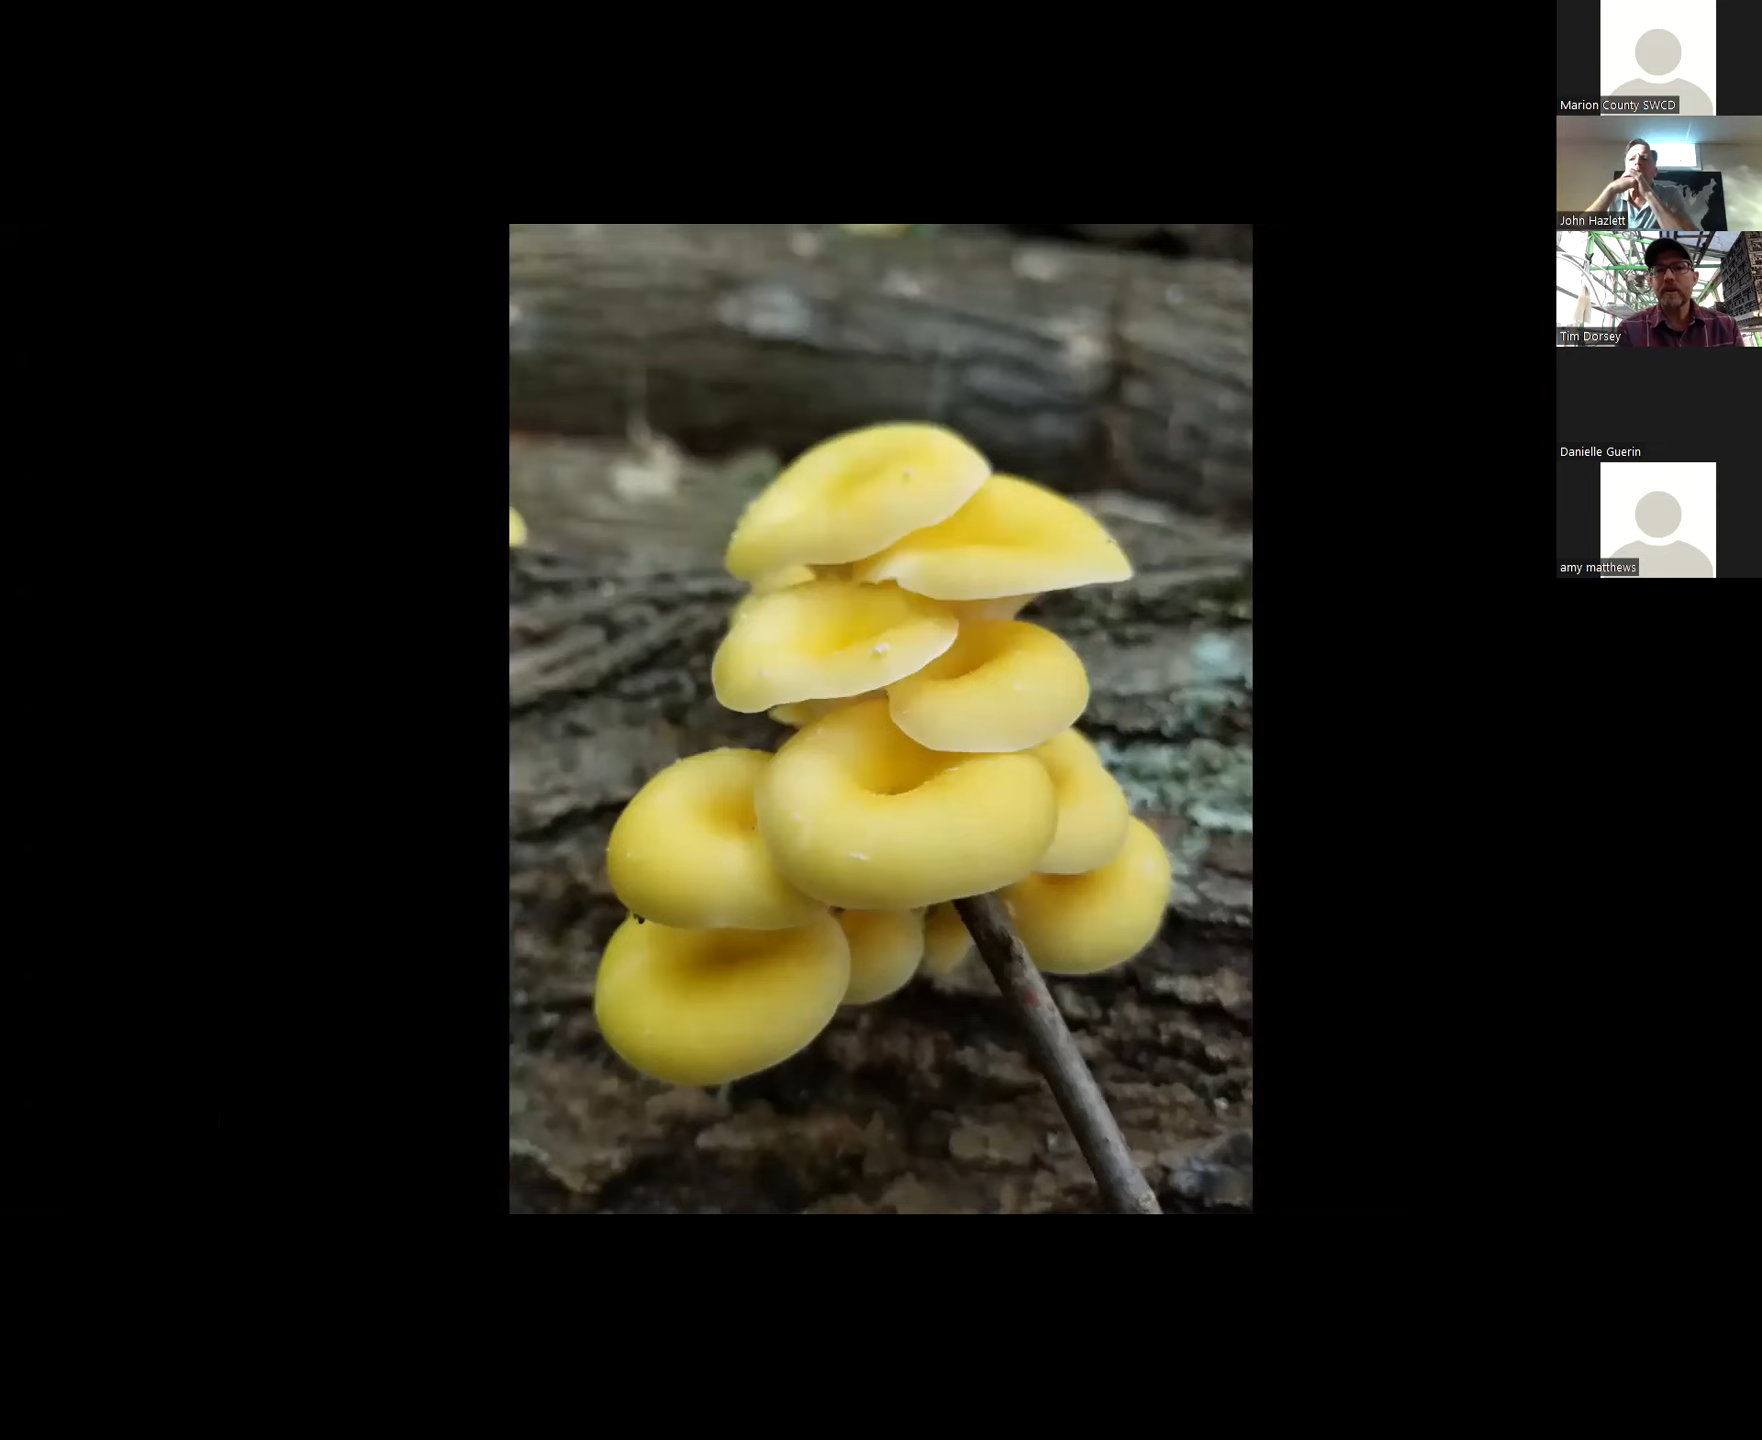 Marion County SWCD
John Hazlett
Tim Dorsey
Danielle Guerin
amy matthews